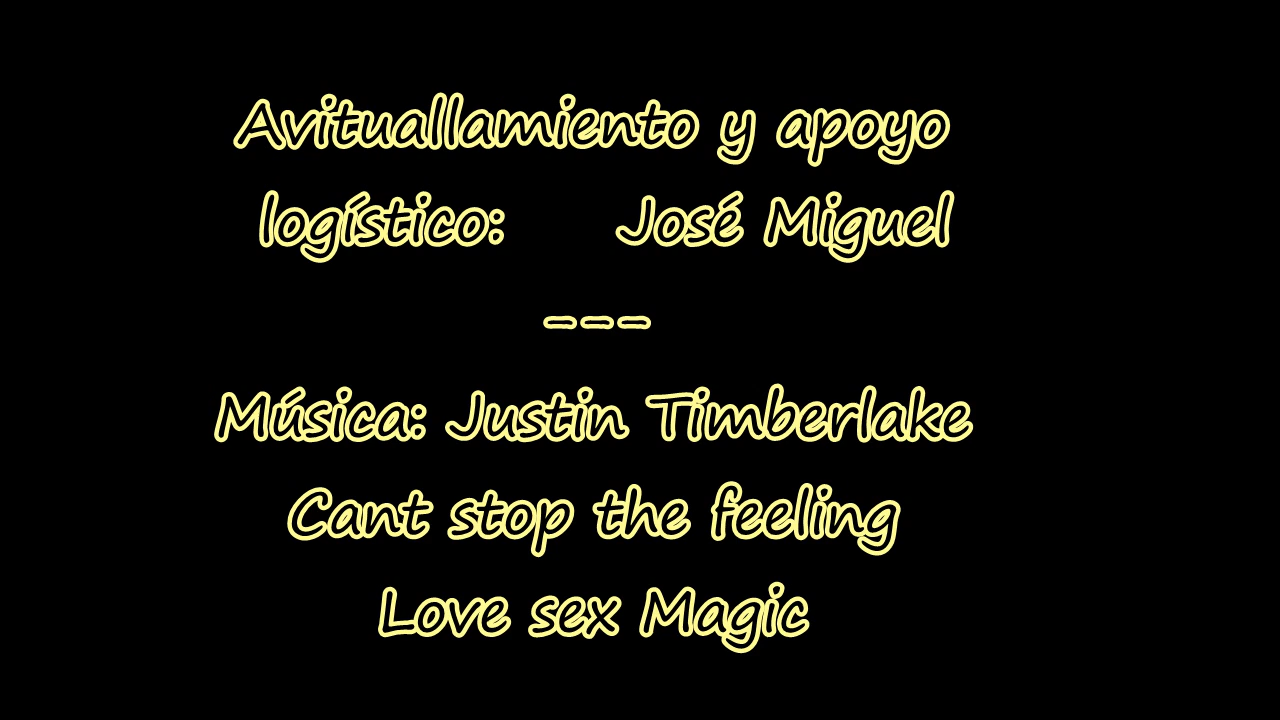 Avituallamiento y apoyo
logístico: José Miguel
---
Música: Justin Timberlake
Cant stop the feeling
Love sex Magic